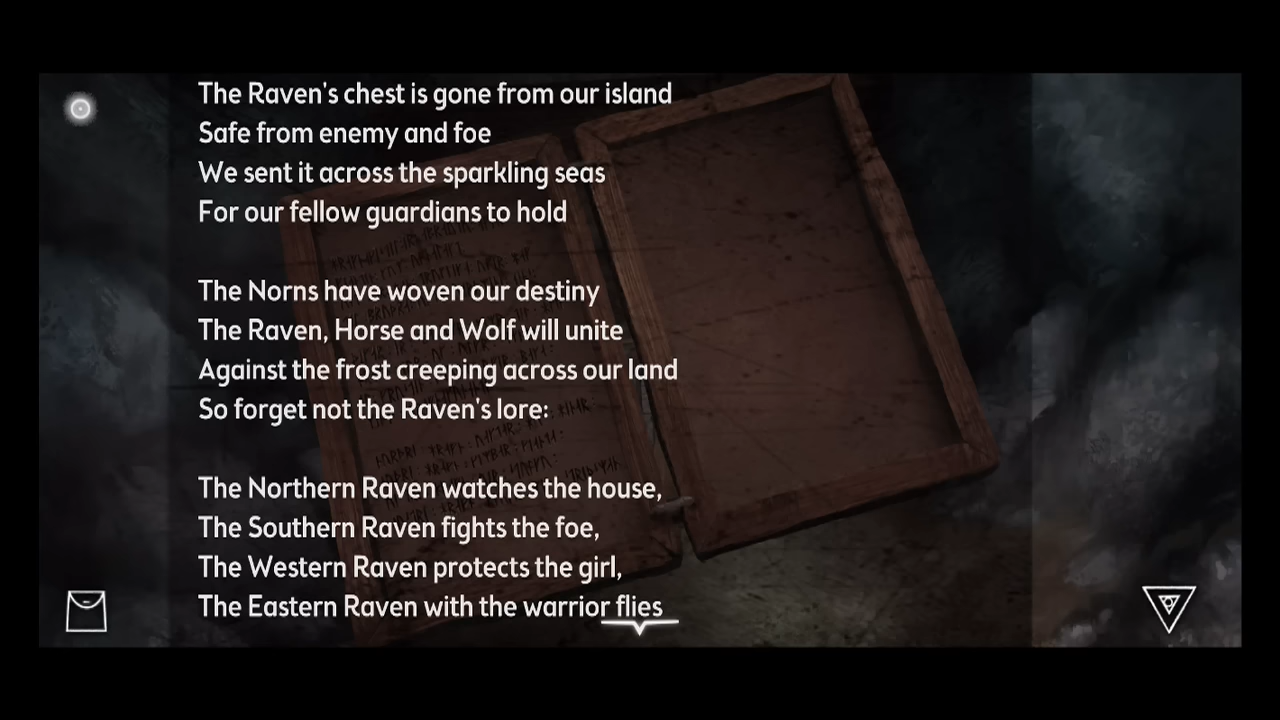 The Raven's chest is gone from our island
Safe from enemy and foe
We sent it across the sparkling seas
For our fellow guardians to hold
The Norns have woven our destiny
The Raven, Horse and Wolf will unite
Against the frost creeping across our land
So forget not the Raven's lore:
The Northern Raven watches the house,
The Southern Raven fights the foe,
The Western Raven protects the girl,
The Eastern Raven with the warrior flies